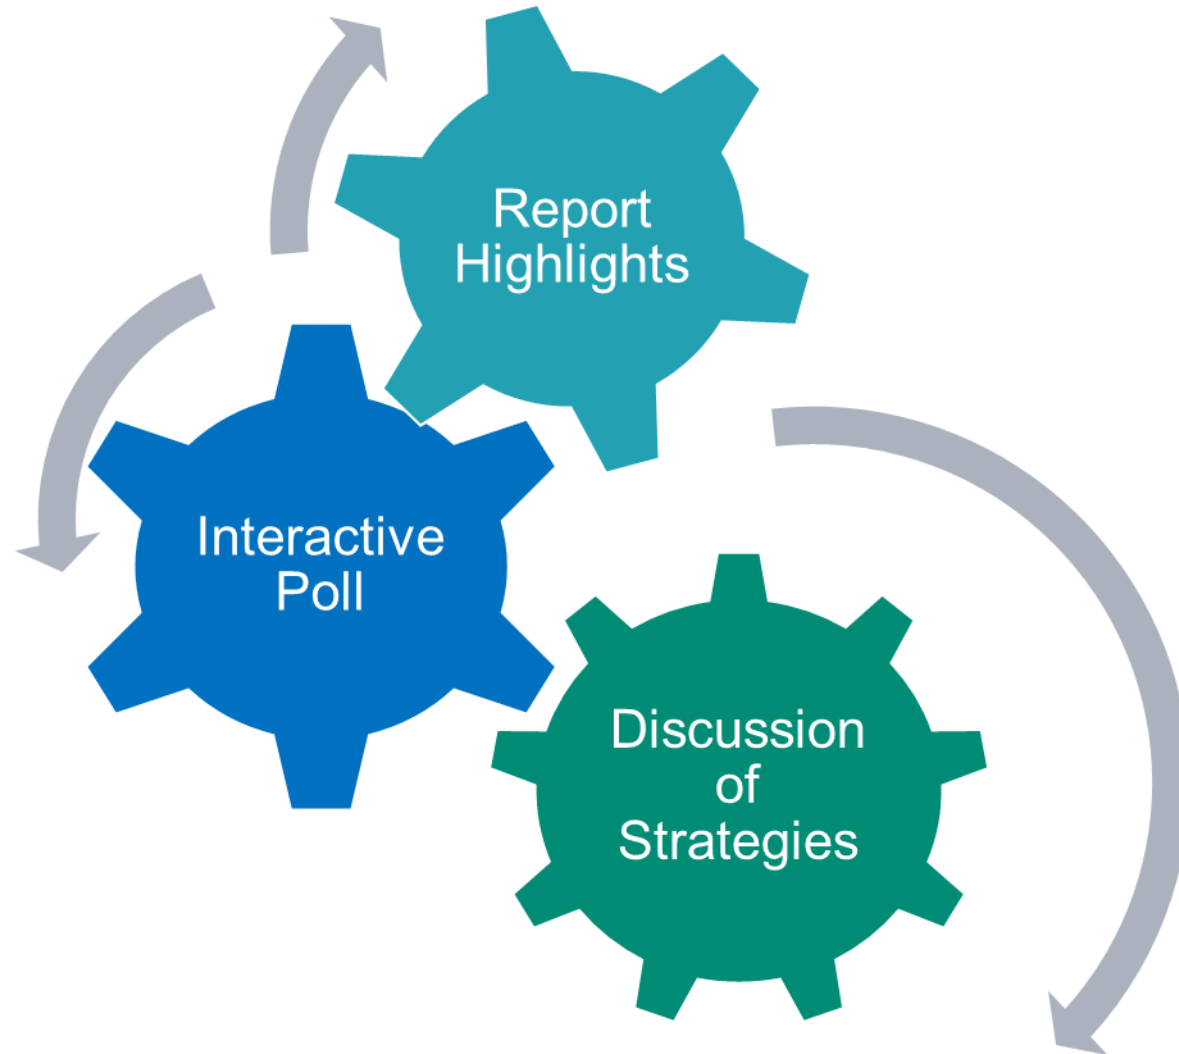 Report
Highlights
Interactive
Poll
Discussion
of
Strategies